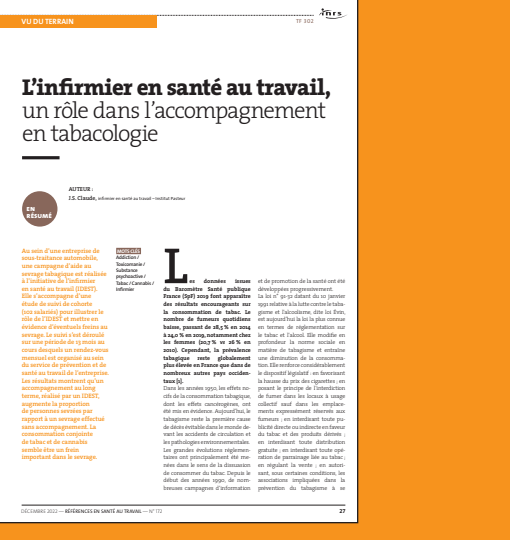 VU DU TERRAIN
TF 302
inrs
L'infirmier en santé au travail,
un rôle dans l'accompagnement
en tabacologie
EN
RÉSUMÉ
AUTEUR :
J.S. Claude, infirmier en santé au travail – Institut Pasteur
Au sein d'une entreprise de
sous-traitance automobile,
une campagne d'aide au
sevrage tabagique est réalisée
à l'initiative de l'infirmier
en santé au travail (IDEST).
Elle s'accompagne d'une
étude de suivi de cohorte
(102 salariés) pour illustrer le
rôle de l'IDEST et mettre en
évidence d'éventuels freins au
sevrage. Le suivi s'est déroulé
sur une période de 13 mois au
cours desquels un rendez-vous
mensuel est organisé au sein
du service de prévention et de
santé au travail de l'entreprise.
Les résultats montrent qu'un
accompagnement au long
terme, réalisé par un IDEST,
augmente la proportion
de personnes sevrées par
rapport à un sevrage effectué
sans accompagnement. La
consommation conjointe
de tabac et de cannabis
semble être un frein
important dans le sevrage.
MOTS CLÉS
Addiction /
Toxicomanie /
Substance
psychoactive /
Tabac / Cannabis /
Infirmier
Les données issues
du Baromètre Santé publique
France (SpF) 2019 font apparaître
des résultats encourageants sur
la consommation de tabac. Le
nombre de fumeurs quotidiens
baisse, passant de 28,5 % en 2014
à 24,0 % en 2019, notamment chez
les femmes (20,7 % vs 26 % en
2010). Cependant, la prévalence
tabagique reste globalement
plus élevée en France que dans de
nombreux autres pays occiden-
taux [1].
Dans les années 1950, les effets no-
cifs de la consommation tabagique,
dont les effets cancérogènes, ont
été mis en évidence. Aujourd'hui, le
tabagisme reste la première cause
de décès évitable dans le monde de-
vant les accidents de circulation et
les pathologies environnementales.
Les grandes évolutions réglemen-
taires ont principalement été me-
nées dans le sens de la dissuasion
de consommer du tabac. Depuis le
début des années 1990, de nom-
breuses campagnes d'information
et de promotion de la santé ont été
développées progressivement.
La loi n° 91-32 datant du 10 janvier
1991 relative à la lutte contre le taba-
gisme et l'alcoolisme, dite loi Évin,
est aujourd'hui la loi la plus connue
en termes de réglementation sur
le tabac et l'alcool. Elle modifie en
profondeur la norme sociale en
matière de tabagisme et entraîne
une diminution de la consomma-
tion. Elle renforce considérablement
le dispositif législatif : en favorisant
la hausse du prix des cigarettes ; en
posant le principe de l'interdiction
de fumer dans les locaux à usage
collectif sauf dans les emplace-
ments expressément réservés aux
fumeurs ; en interdisant toute pu-
blicité directe ou indirecte en faveur
du tabac et des produits dérivés ;
en interdisant toute distribution
gratuite ; en interdisant toute opé-
ration de parrainage liée au tabac ;
en régulant la vente ; en autori-
sant, sous certaines conditions, les
associations impliquées dans la
prévention du tabagisme à se
DÉCEMBRE 2022 — RÉFÉRENCES EN SANTÉ AU TRAVAIL — N° 172
27